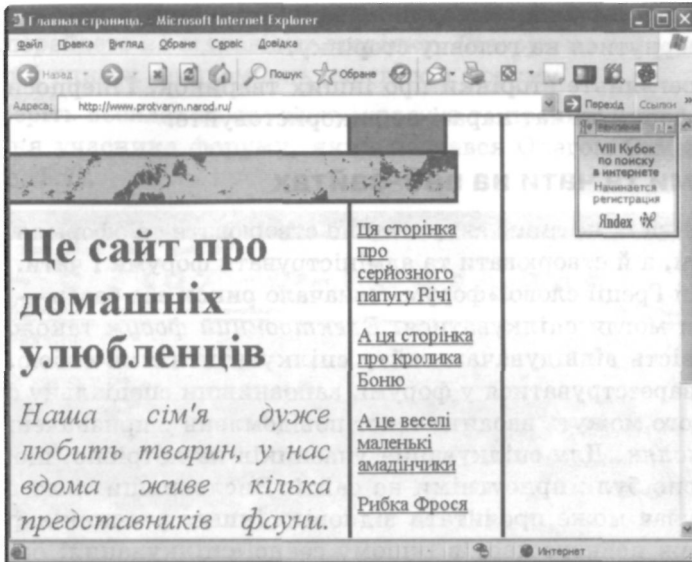 Главная страница. - Microsoft Internet Explorer
Файл Правка Вигляд Обране Сервіс Довідка
Назад Пошук Обране
Адреса: http://www.protvaryn.narod.ru/ Перехід Ссылки »
VIII Кубок
по поиску
в интернете
Начинается
регистрация
Яndex
Це сайт про
домашніх
улюбленців
Наша сім'я дуже
любить тварин, у нас
вдома живе кілька
представників фауни.
Ця сторінка
про
серйозного
папугу Річі
А ця сторінка
про кролика
Боню
А це веселі
маленькі
амадінчики
Рибка Фрося
Интернет